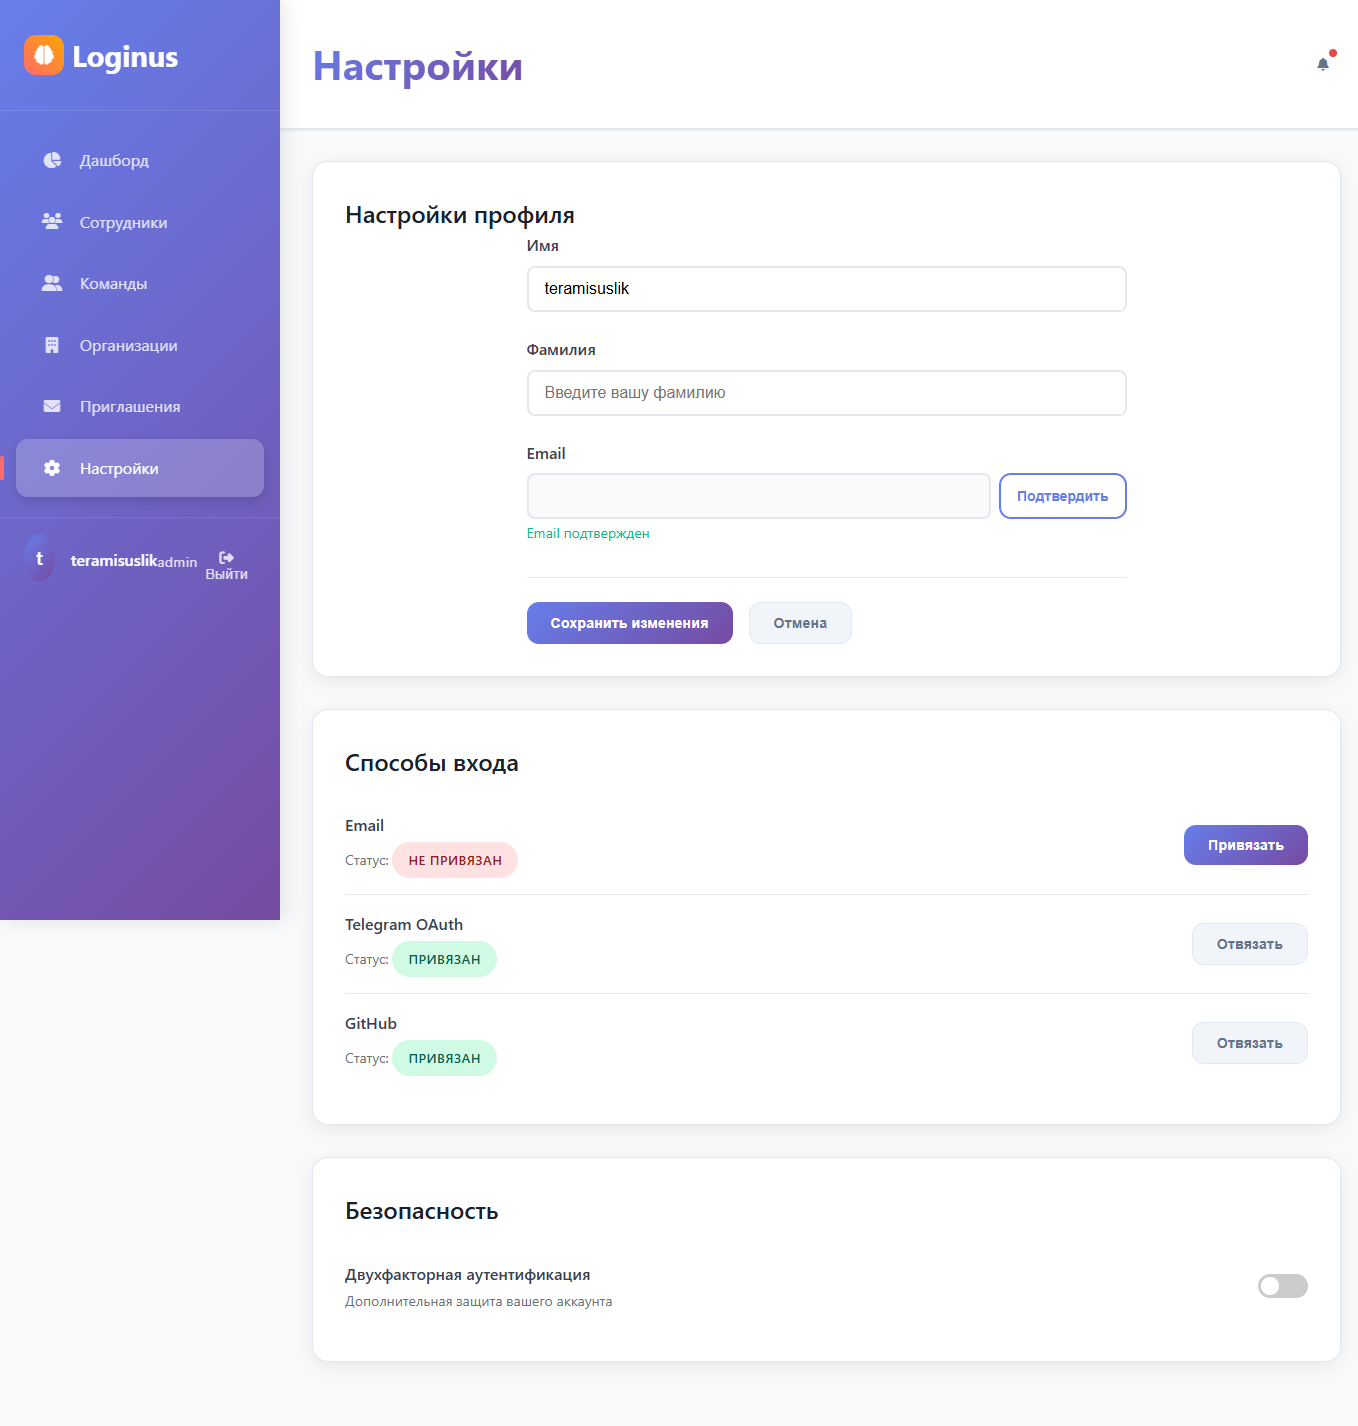 Loginus
Дашборд
Сотрудники
Команды
Организации
Приглашения
Настройки
t
teramisuslik admin
Выйти
Настройки
Настройки профиля
Имя
teramisuslik
Фамилия
Введите вашу фамилию
Email
Подтвердить
Email подтвержден
Сохранить изменения
Отмена
Способы входа
Email
Статус: НЕ ПРИВЯЗАН
Привязать
Telegram OAuth
Статус: ПРИВЯЗАН
Отвязать
GitHub
Статус: ПРИВЯЗАН
Отвязать
Безопасность
Двухфакторная аутентификация
Дополнительная защита вашего аккаунта